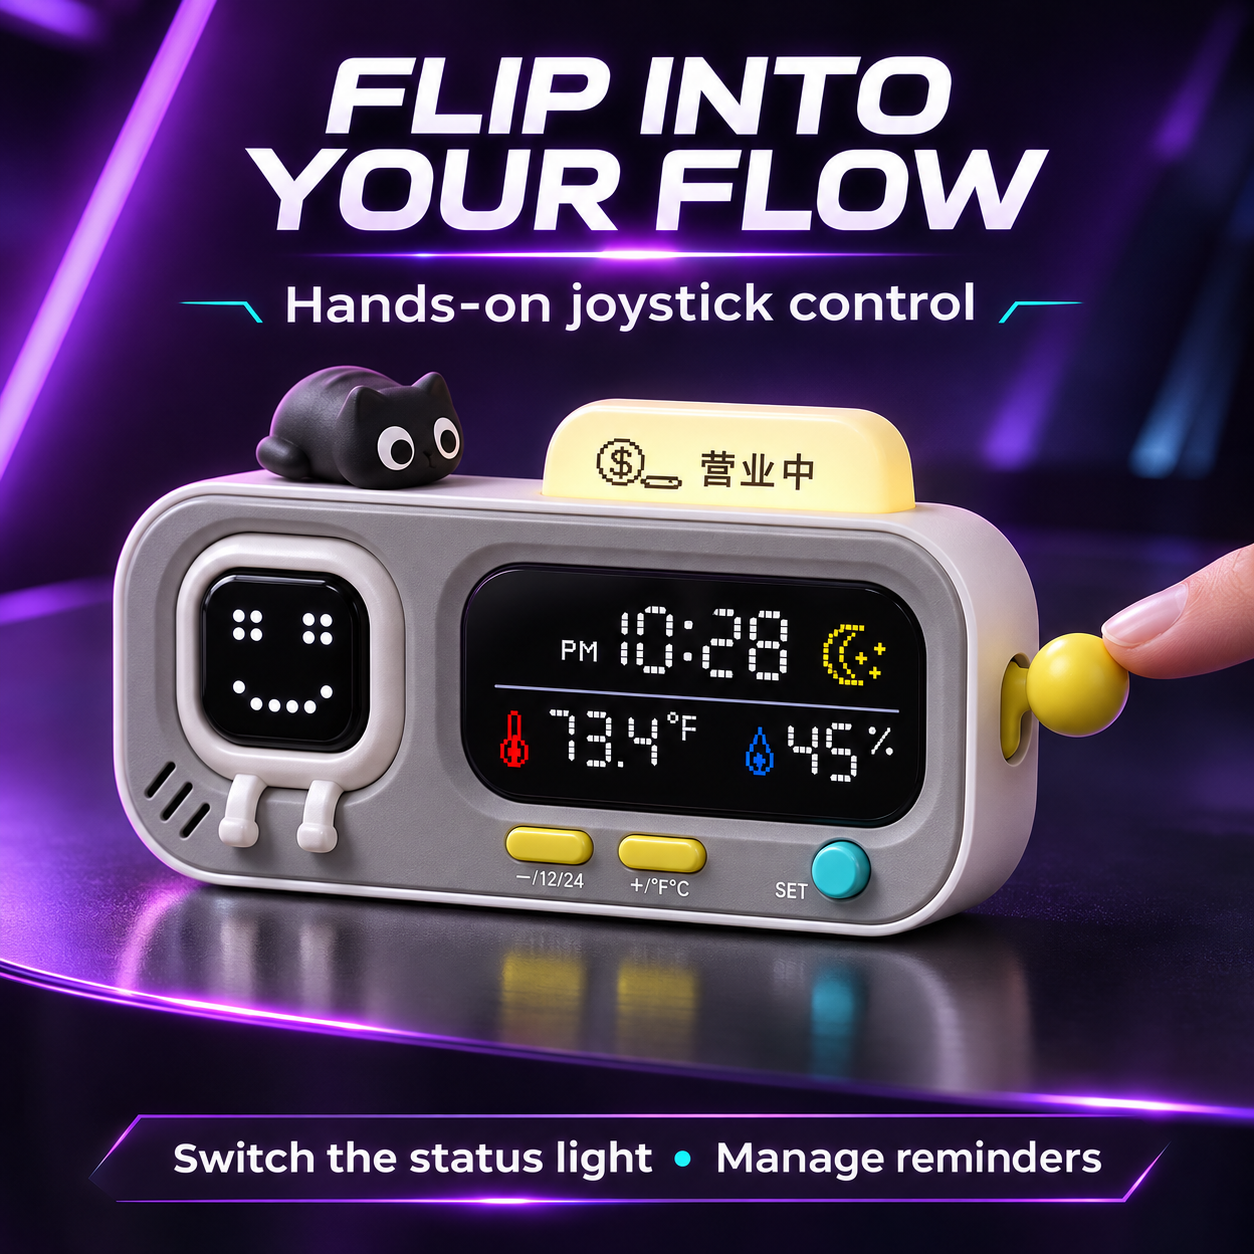 FLIP INTO
YOUR FLOW
Hands-on joystick control
$ 营业中
PM 10:28
73.4°F 45%
–/12/24 +/°F°C SET
Switch the status light • Manage reminders